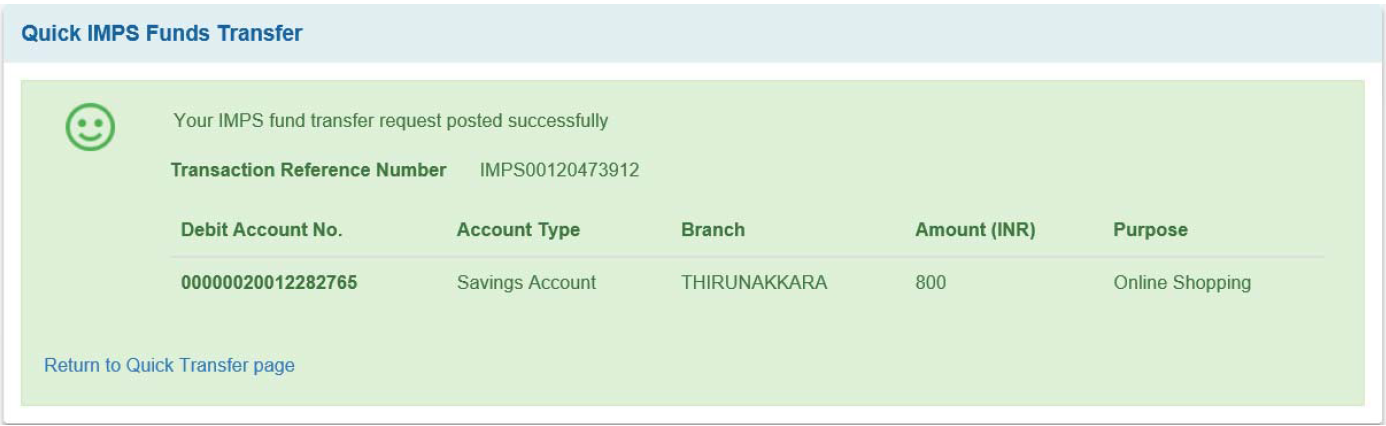 Quick IMPS Funds Transfer
Your IMPS fund transfer request posted successfully
Transaction Reference Number IMPS00120473912
Debit Account No. Account Type Branch Amount (INR) Purpose
00000020012282765 Savings Account THIRUNAKKARA 800 Online Shopping
Return to Quick Transfer page